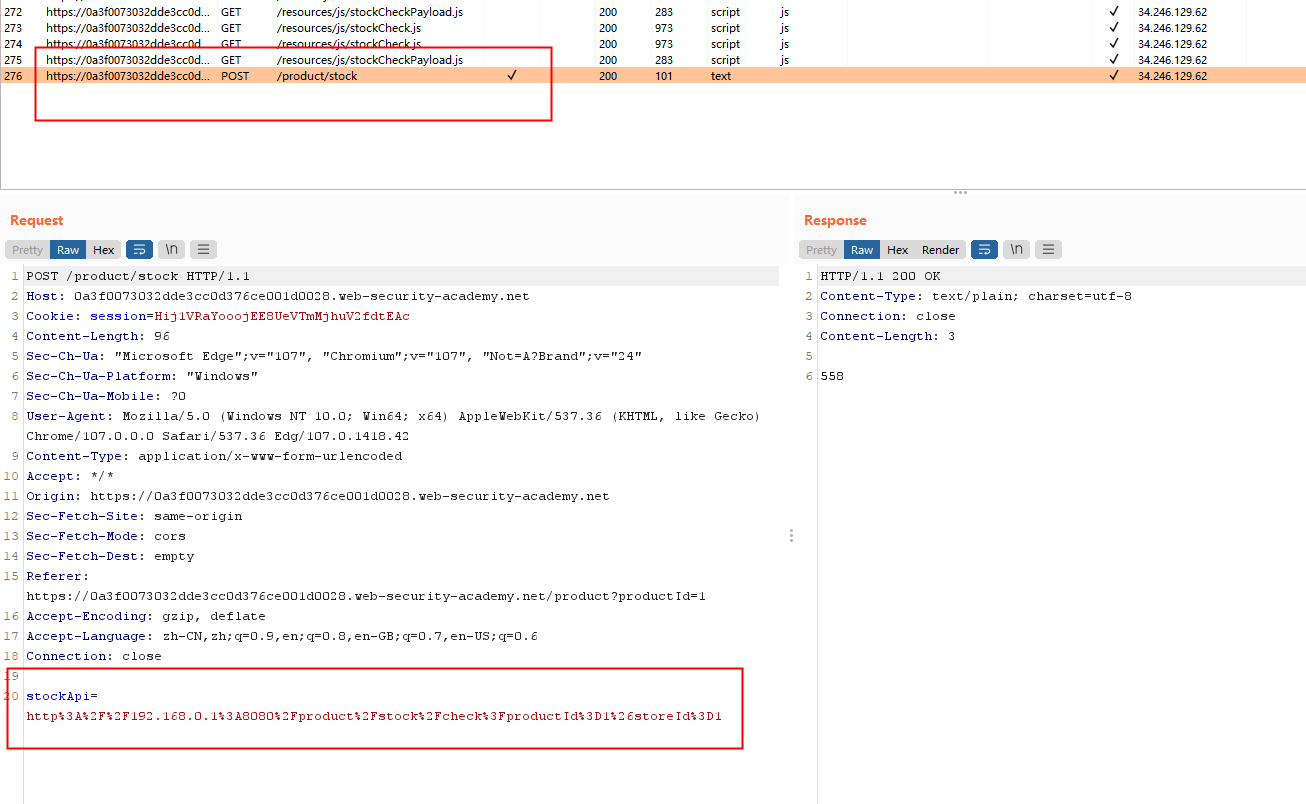 272 https://0a3f0073032dde3cc0d... GET /resources/js/stockCheckPayload.js 200 283 script js ✓ 34.246.129.62
273 https://0a3f0073032dde3cc0d... GET /resources/js/stockCheck.js 200 973 script js ✓ 34.246.129.62
274 https://0a3f0073032dde3cc0d... GET /resources/js/stockCheck.js 200 973 script js ✓ 34.246.129.62
275 https://0a3f0073032dde3cc0d... GET /resources/js/stockCheckPayload.js 200 283 script js ✓ 34.246.129.62
276 https://0a3f0073032dde3cc0d... POST /product/stock ✓ 200 101 text ✓ 34.246.129.62
Request
Pretty Raw Hex \n
1 POST /product/stock HTTP/1.1
2 Host: 0a3f0073032dde3cc0d376ce001d0028.web-security-academy.net
3 Cookie: session=Hij1VRaYooojEE8UeVTmMjhuV2fdtEAc
4 Content-Length: 96
5 Sec-Ch-Ua: "Microsoft Edge";v="107", "Chromium";v="107", "Not=A?Brand";v="24"
6 Sec-Ch-Ua-Platform: "Windows"
7 Sec-Ch-Ua-Mobile: ?0
8 User-Agent: Mozilla/5.0 (Windows NT 10.0; Win64; x64) AppleWebKit/537.36 (KHTML, like Gecko)
Chrome/107.0.0.0 Safari/537.36 Edg/107.0.1418.42
9 Content-Type: application/x-www-form-urlencoded
10 Accept: */*
11 Origin: https://0a3f0073032dde3cc0d376ce001d0028.web-security-academy.net
12 Sec-Fetch-Site: same-origin
13 Sec-Fetch-Mode: cors
14 Sec-Fetch-Dest: empty
15 Referer:
https://0a3f0073032dde3cc0d376ce001d0028.web-security-academy.net/product?productId=1
16 Accept-Encoding: gzip, deflate
17 Accept-Language: zh-CN,zh;q=0.9,en;q=0.8,en-GB;q=0.7,en-US;q=0.6
18 Connection: close
19
20 stockApi=
http%3A%2F%2F192.168.0.1%3A8080%2Fproduct%2Fstock%2Fcheck%3FproductId%3D1%26storeId%3D1
Response
Pretty Raw Hex Render \n
1 HTTP/1.1 200 OK
2 Content-Type: text/plain; charset=utf-8
3 Connection: close
4 Content-Length: 3
5
6 558